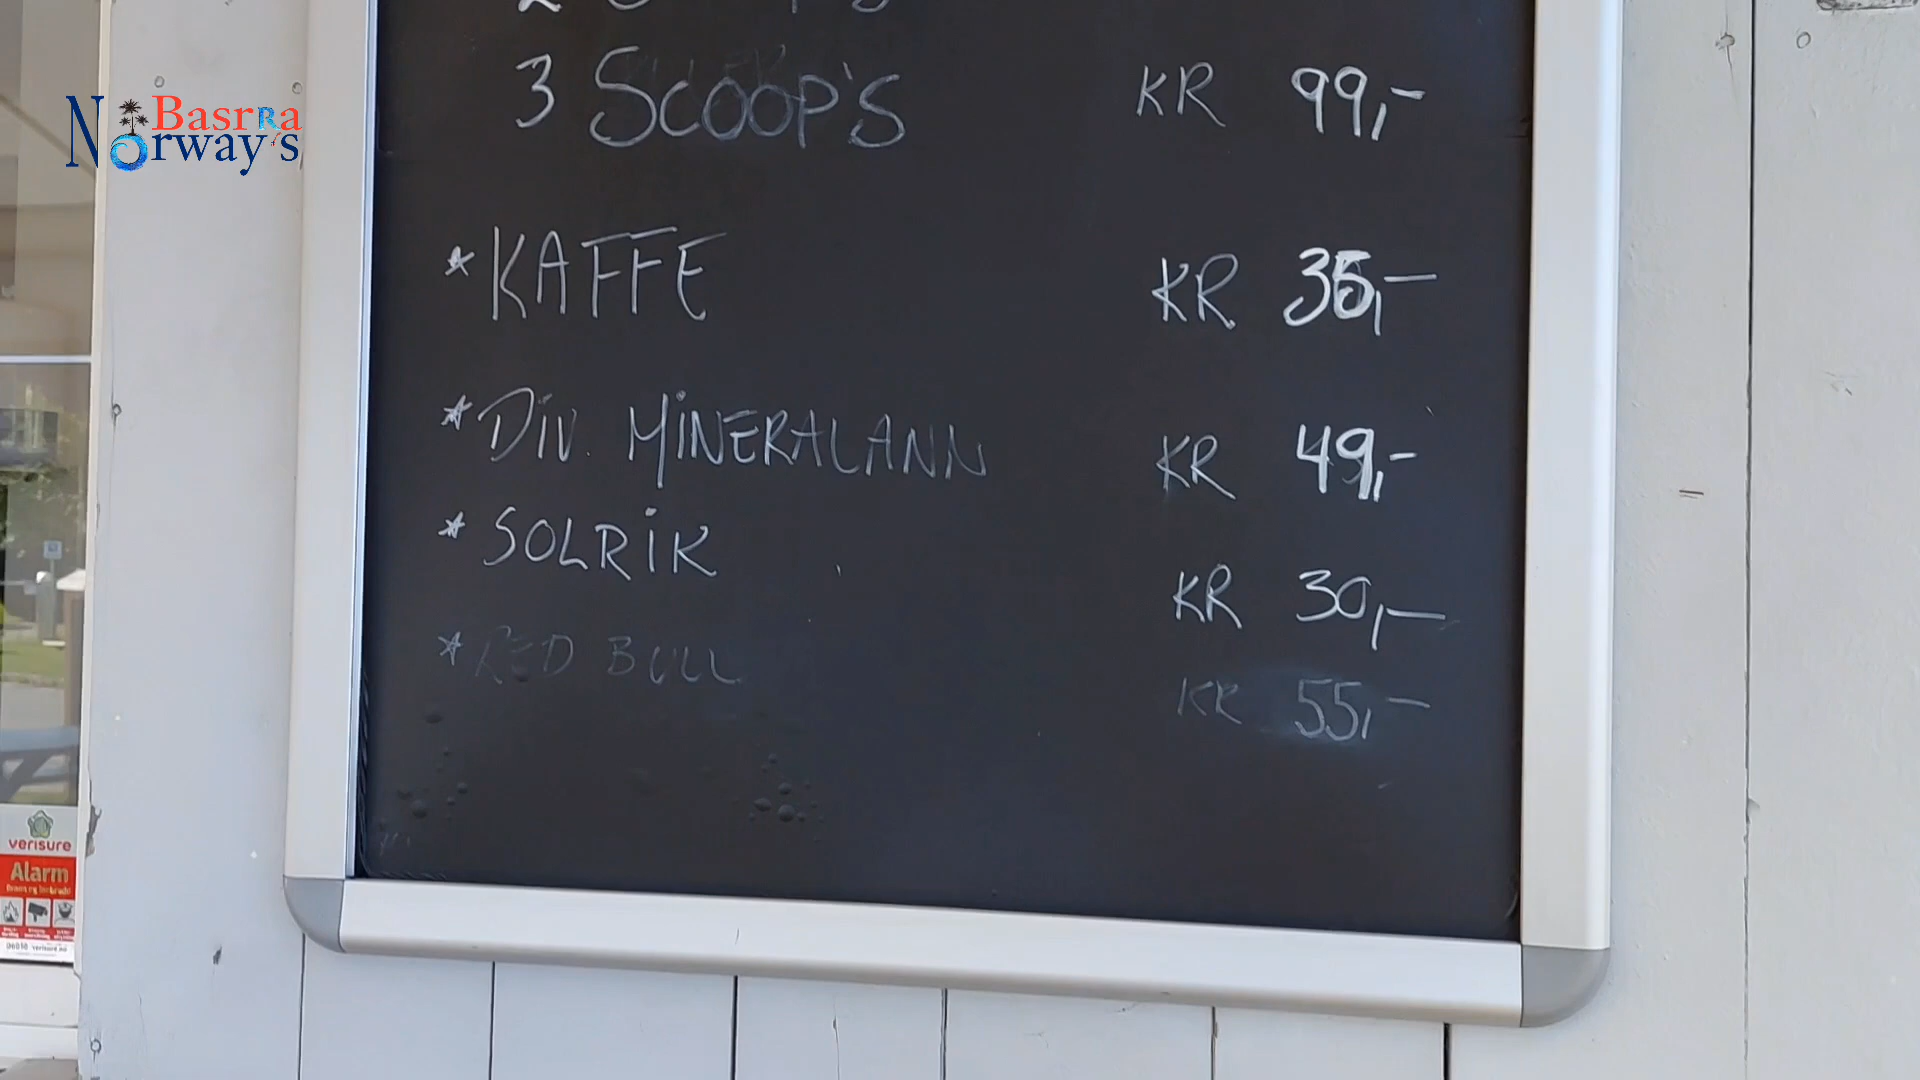 3 SCOOP'S KR 99,-
* KAFFE KR 35,-
* DIV. MINERALANN KR 49,-
* SOLRIK KR 30,-
* RED BULL KR 55,-
BasrRa
Norway's
verisure
Alarm